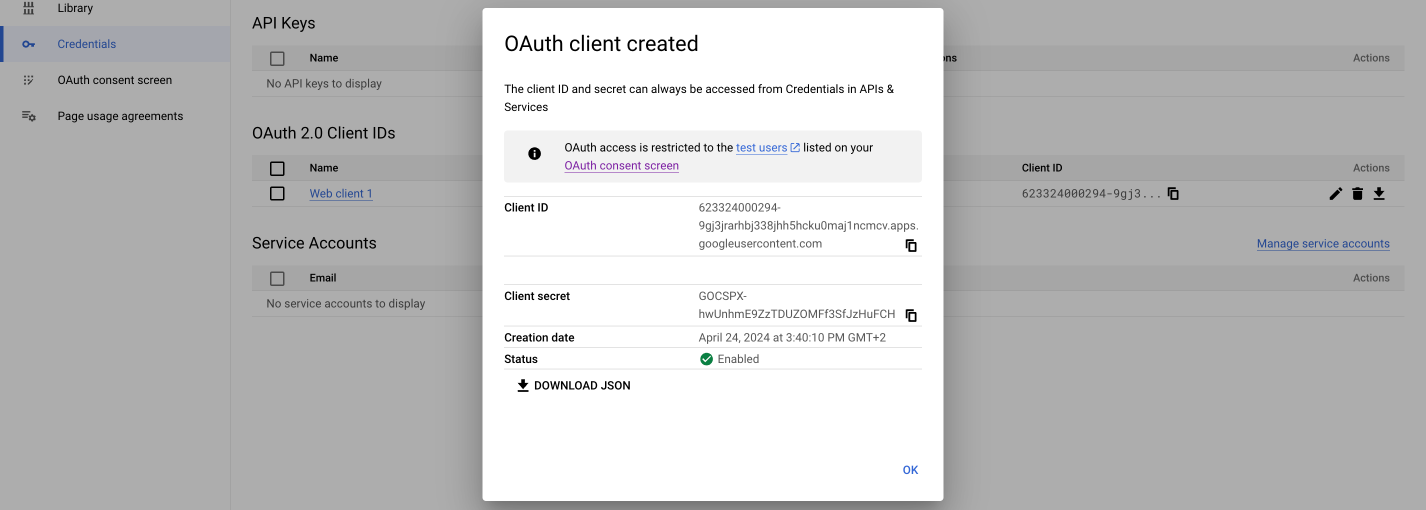 Library
Credentials
OAuth consent screen
Page usage agreements
API Keys
Name
ons
Actions
No API keys to display
OAuth 2.0 Client IDs
Name
Client ID
Actions
Web client 1
623324000294-9gj3...
Service Accounts
Manage service accounts
Email
Actions
No service accounts to display
OAuth client created
The client ID and secret can always be accessed from Credentials in APIs &
Services
OAuth access is restricted to the test users listed on your
OAuth consent screen
Client ID
623324000294-
9gj3jrarhbj338jhh5hcku0maj1ncmcv.apps.
googleusercontent.com
Client secret
GOCSPX-
hwUnhmE9ZzTDUZOMFf3SfJzHuFCH
Creation date
April 24, 2024 at 3:40:10 PM GMT+2
Status
Enabled
DOWNLOAD JSON
OK